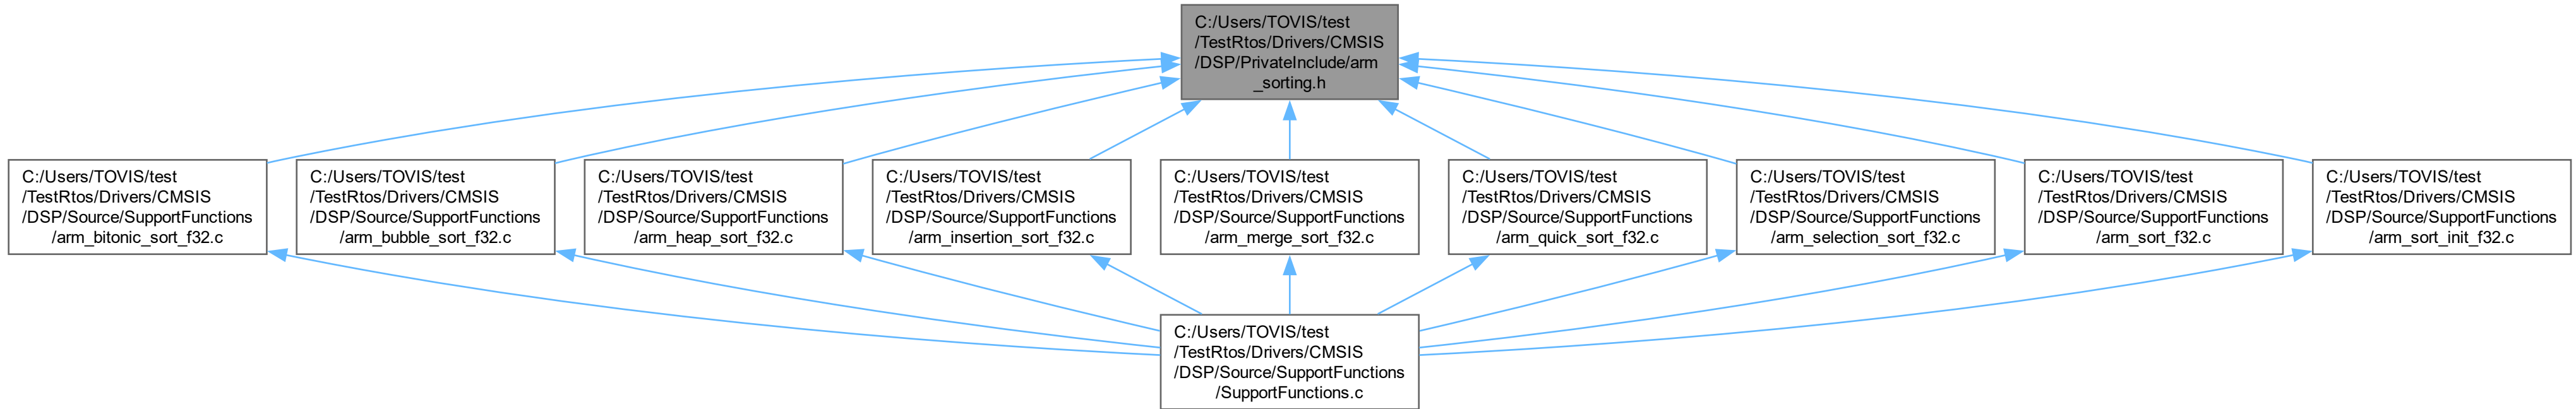 C:/Users/TOVIS/test
/TestRtos/Drivers/CMSIS
/DSP/PrivateInclude/arm
_sorting.h
C:/Users/TOVIS/test
/TestRtos/Drivers/CMSIS
/DSP/Source/SupportFunctions
/arm_bitonic_sort_f32.c
C:/Users/TOVIS/test
/TestRtos/Drivers/CMSIS
/DSP/Source/SupportFunctions
/arm_bubble_sort_f32.c
C:/Users/TOVIS/test
/TestRtos/Drivers/CMSIS
/DSP/Source/SupportFunctions
/arm_heap_sort_f32.c
C:/Users/TOVIS/test
/TestRtos/Drivers/CMSIS
/DSP/Source/SupportFunctions
/arm_insertion_sort_f32.c
C:/Users/TOVIS/test
/TestRtos/Drivers/CMSIS
/DSP/Source/SupportFunctions
/arm_merge_sort_f32.c
C:/Users/TOVIS/test
/TestRtos/Drivers/CMSIS
/DSP/Source/SupportFunctions
/arm_quick_sort_f32.c
C:/Users/TOVIS/test
/TestRtos/Drivers/CMSIS
/DSP/Source/SupportFunctions
/arm_selection_sort_f32.c
C:/Users/TOVIS/test
/TestRtos/Drivers/CMSIS
/DSP/Source/SupportFunctions
/arm_sort_f32.c
C:/Users/TOVIS/test
/TestRtos/Drivers/CMSIS
/DSP/Source/SupportFunctions
/arm_sort_init_f32.c
C:/Users/TOVIS/test
/TestRtos/Drivers/CMSIS
/DSP/Source/SupportFunctions
/SupportFunctions.c